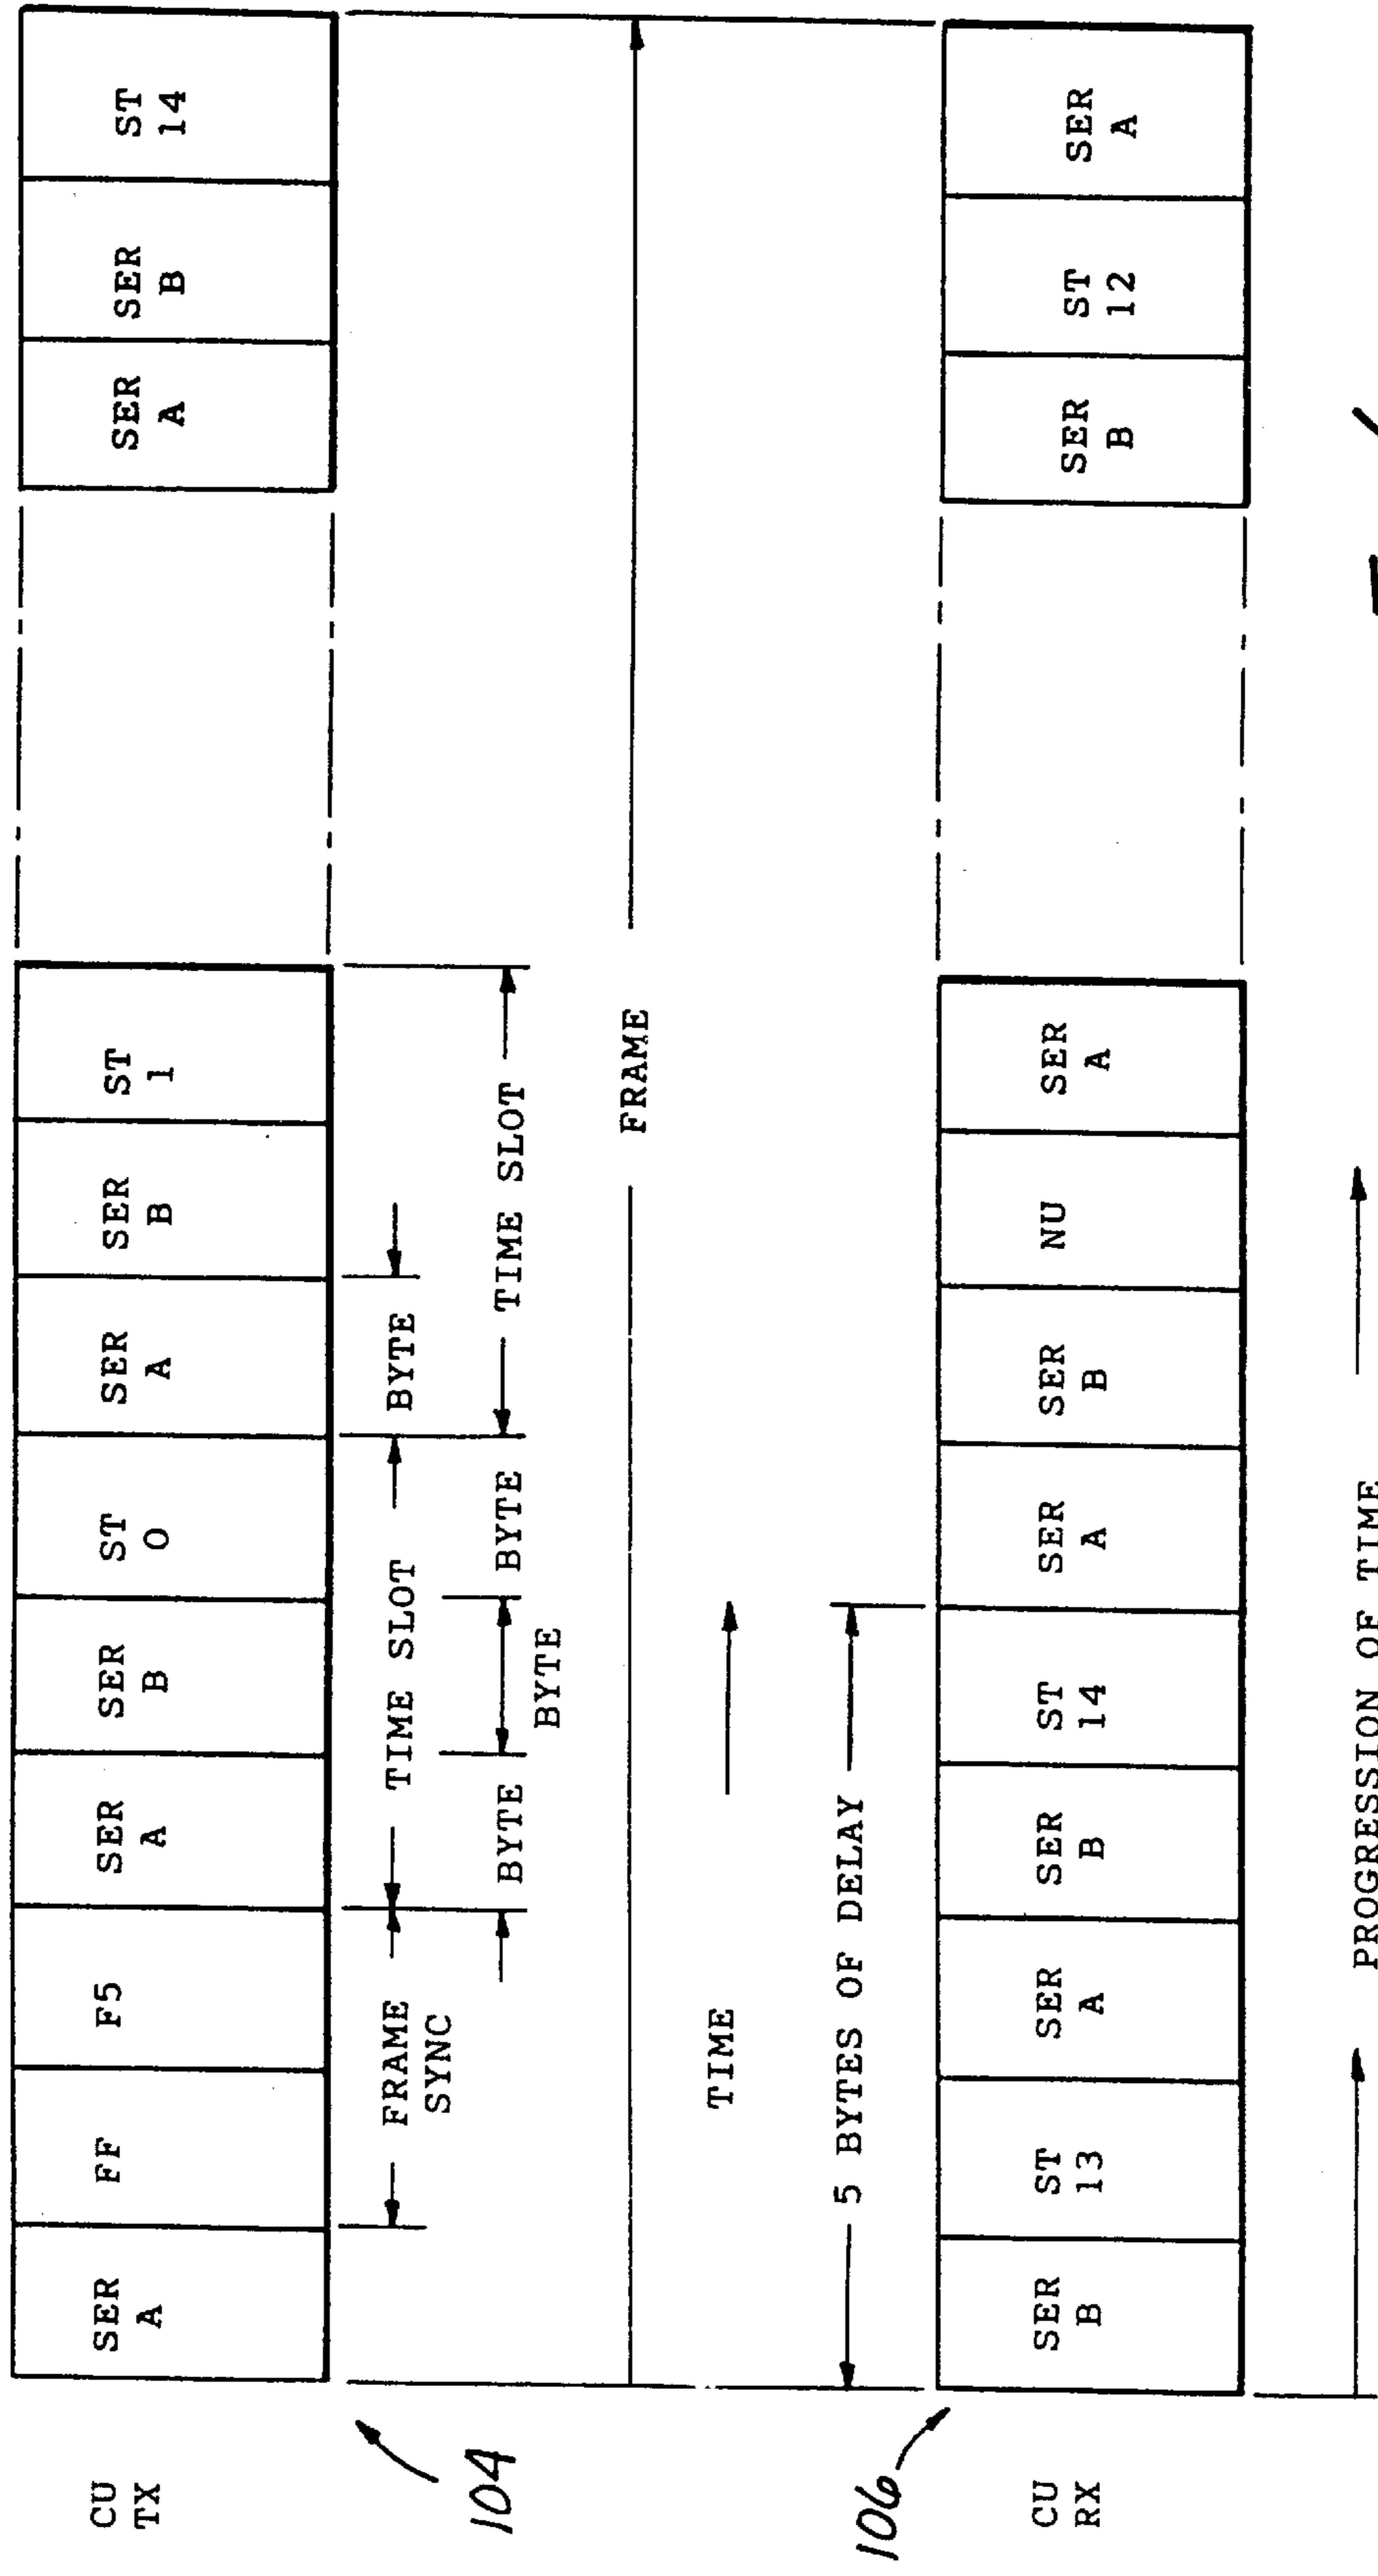 CU
TX
SER
A
FF
F5
SER
A
SER
B
ST
0
SER
A
SER
B
ST
1
SER
A
SER
B
ST
14
FRAME
SYNC
TIME SLOT
BYTE
BYTE
BYTE
BYTE
TIME SLOT
104
FRAME
TIME
5 BYTES OF DELAY
106
CU
RX
SER
B
ST
13
SER
A
SER
B
ST
14
SER
A
SER
B
NU
SER
A
SER
B
ST
12
SER
A
PROGRESSION OF TIME